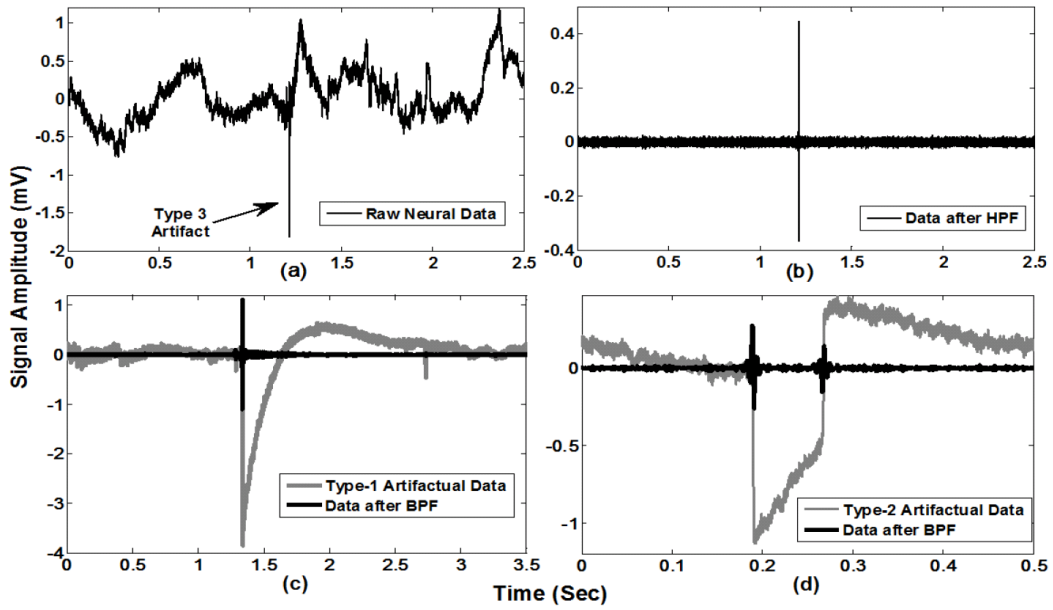 Signal Amplitude (mV)
1
0.5
0
-0.5
-1
-1.5
-2
Type 3
Artifact
Raw Neural Data
0 0.5 1 1.5 2 2.5
(a)
0.4
0.2
0
-0.2
-0.4
Data after HPF
0 0.5 1 1.5 2 2.5
(b)
1
0
-1
-2
-3
-4
Type-1 Artifactual Data
Data after BPF
0 0.5 1 1.5 2 2.5 3 3.5
(c)
0
-0.5
-1
Type-2 Artifactual Data
Data after BPF
0 0.1 0.2 0.3 0.4 0.5
(d)
Time (Sec)